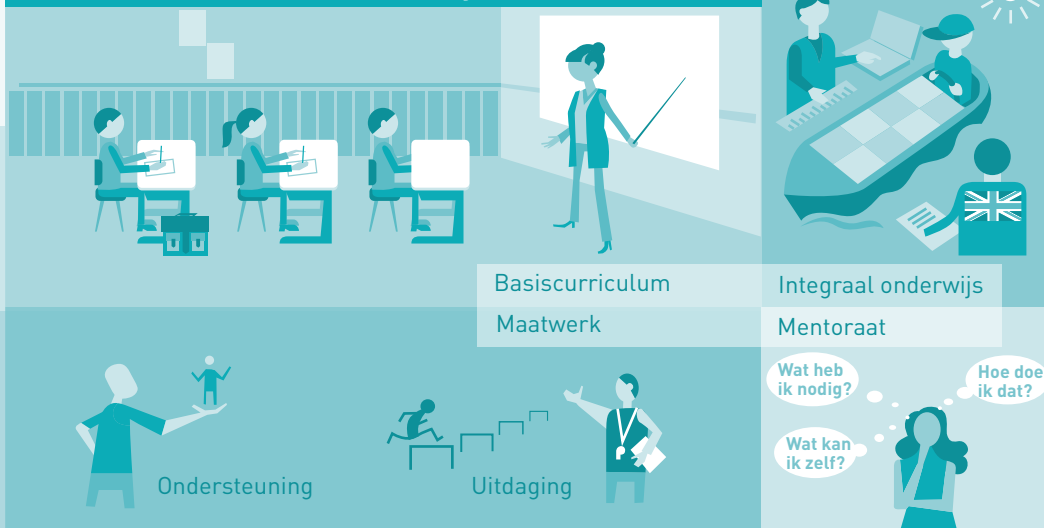 Basiscurriculum
Integraal onderwijs
Maatwerk
Mentoraat
Wat heb
ik nodig?
Hoe doe
ik dat?
Wat kan
ik zelf?
Ondersteuning
Uitdaging